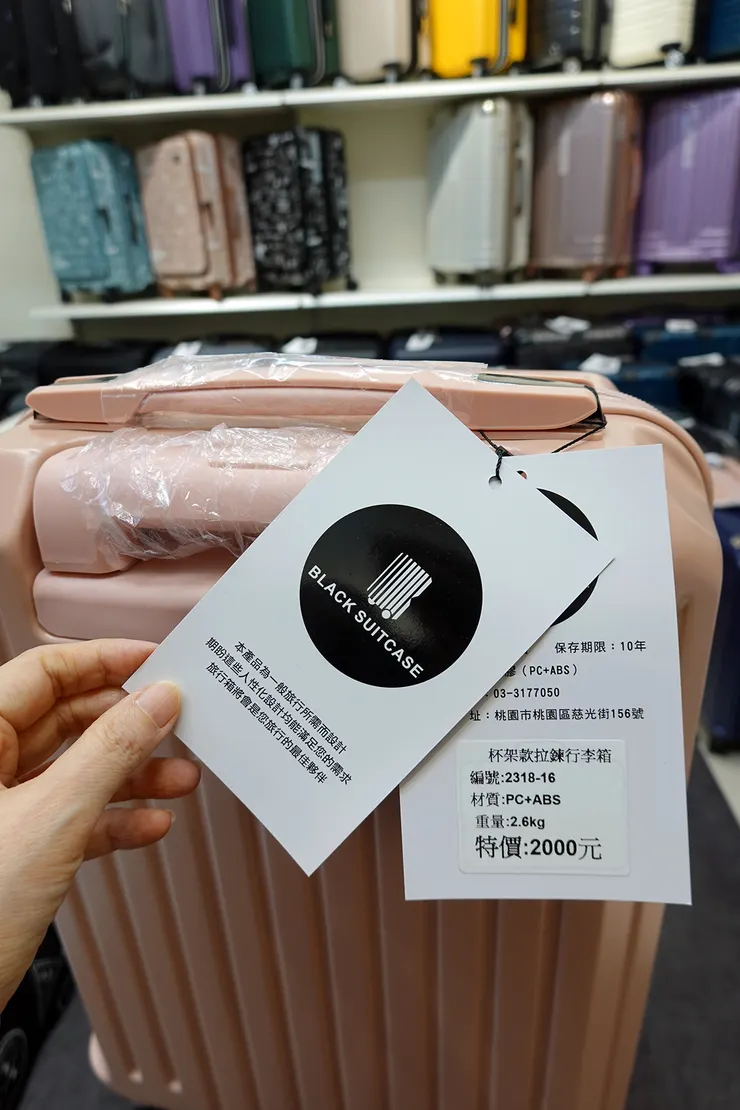 BLACK SUITCASE
本產品為一般旅行所需而設計
期盼這些人性化設計均能滿足您的需求
旅行箱將會是您旅行的最佳夥伴
保存期限：10年
膠（PC+ABS）
：03-3177050
址：桃園市桃園區慈光街156號
杯架款拉鍊行李箱
編號:2318-16
材質:PC+ABS
重量:2.6kg
特價:2000元